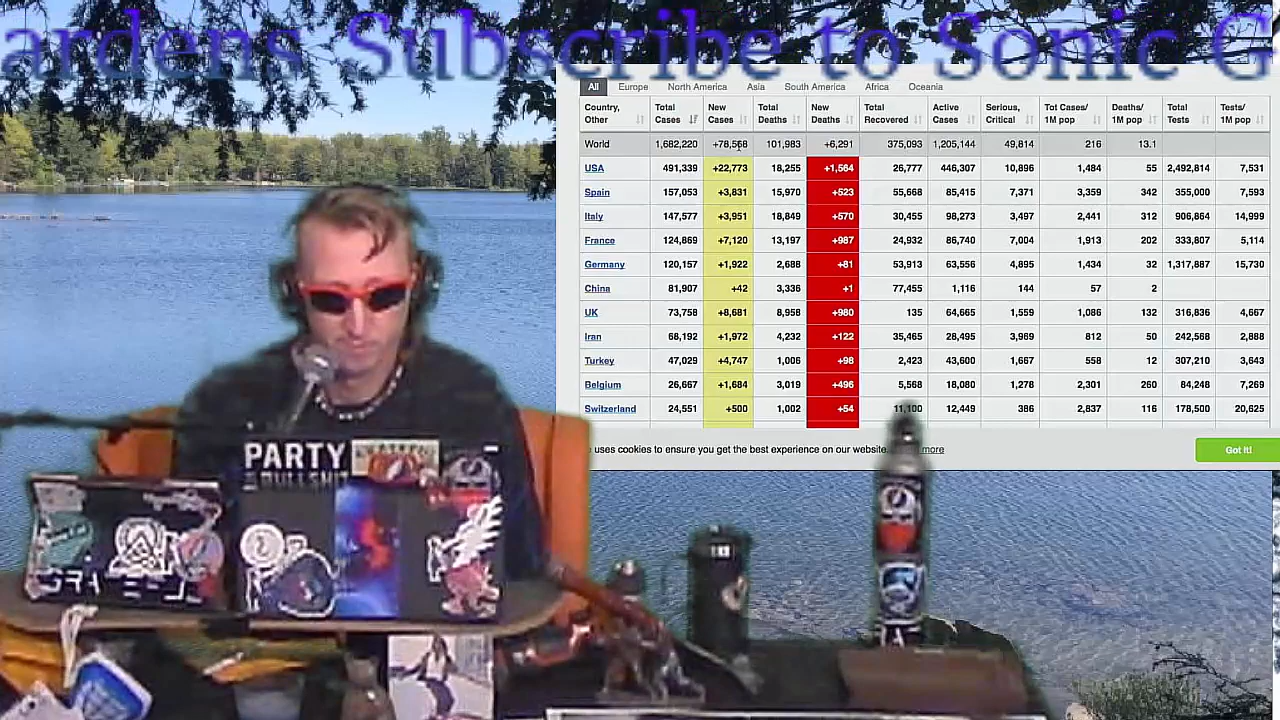 ardens Subscribe to Sonic G
All Europe North America Asia South America Africa Oceania
Country, Other Total Cases New Cases Total Deaths New Deaths Total Recovered Active Cases Serious, Critical Tot Cases/ 1M pop Deaths/ 1M pop Total Tests Tests/ 1M pop
World 1,682,220 +78,568 101,983 +6,291 375,093 1,205,144 49,814 216 13.1
USA 491,339 +22,773 18,255 +1,564 26,777 446,307 10,896 1,484 55 2,492,814 7,531
Spain 157,053 +3,831 15,970 +523 55,668 85,415 7,371 3,359 342 355,000 7,593
Italy 147,577 +3,951 18,849 +570 30,455 98,273 3,497 2,441 312 906,864 14,999
France 124,869 +7,120 13,197 +987 24,932 86,740 7,004 1,913 202 333,807 5,114
Germany 120,157 +1,922 2,688 +81 53,913 63,556 4,895 1,434 32 1,317,887 15,730
China 81,907 +42 3,336 +1 77,455 1,116 144 57 2
UK 73,758 +8,681 8,958 +980 135 64,665 1,559 1,086 132 316,836 4,667
Iran 68,192 +1,972 4,232 +122 35,465 28,495 3,969 812 50 242,568 2,888
Turkey 47,029 +4,747 1,006 +98 2,423 43,600 1,667 558 12 307,210 3,643
Belgium 26,667 +1,684 3,019 +496 5,568 18,080 1,278 2,301 260 84,248 7,269
Switzerland 24,551 +500 1,002 +54 11,100 12,449 386 2,837 116 178,500 20,625
uses cookies to ensure you get the best experience on our website. more
Got It!
PARTY
BULLSHIT